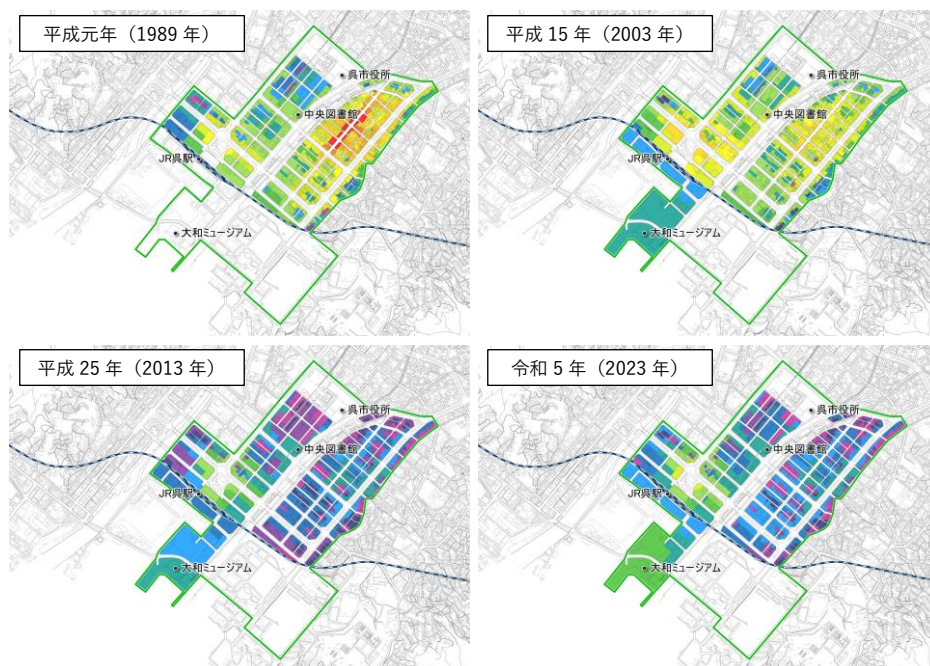 平成元年（1989 年）
呉市役所
中央図書館
JR呉駅
大和ミュージアム
平成 15 年（2003 年）
呉市役所
中央図書館
JR呉駅
大和ミュージアム
平成 25 年（2013 年）
呉市役所
中央図書館
JR呉駅
大和ミュージアム
令和 5 年（2023 年）
呉市役所
中央図書館
JR呉駅
大和ミュージアム